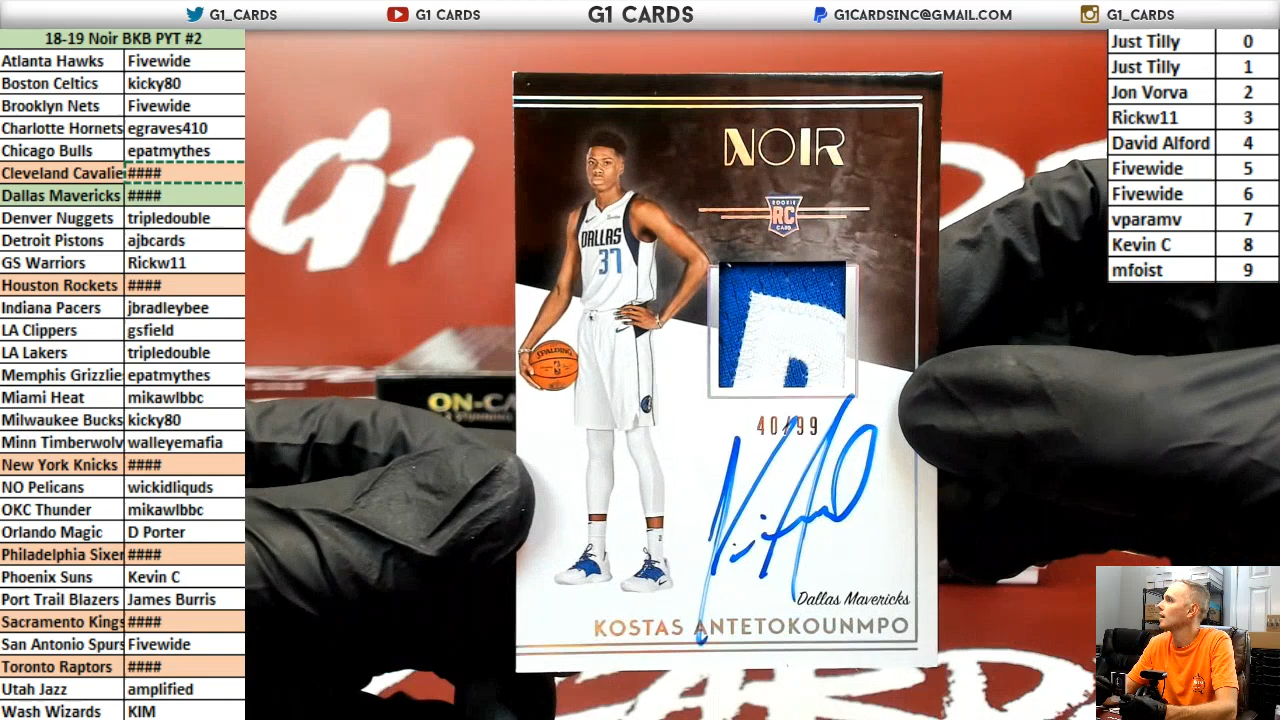 G1_CARDS
G1 CARDS
G1 CARDS
G1CARDSINC@GMAIL.COM
G1_CARDS
18-19 Noir BKB PYT #2
Atlanta Hawks Fivewide
Boston Celtics kicky80
Brooklyn Nets Fivewide
Charlotte Hornets egraves410
Chicago Bulls epatmythes
Cleveland Cavalie ####
Dallas Mavericks ####
Denver Nuggets tripledouble
Detroit Pistons ajbcards
GS Warriors Rickw11
Houston Rockets ####
Indiana Pacers jbradleybee
LA Clippers gsfield
LA Lakers tripledouble
Memphis Grizzlie epatmythes
Miami Heat mikawlbbc
Milwaukee Bucks kicky80
Minn Timberwolv walleyemafia
New York Knicks ####
NO Pelicans wickidliquds
OKC Thunder mikawlbbc
Orlando Magic D Porter
Philadelphia Sixer ####
Phoenix Suns Kevin C
Port Trail Blazers James Burris
Sacramento Kings ####
San Antonio Spurs Fivewide
Toronto Raptors ####
Utah Jazz amplified
Wash Wizards KIM
Just Tilly 0
Just Tilly 1
Jon Vorva 2
Rickw11 3
David Alford 4
Fivewide 5
Fivewide 6
vparamv 7
Kevin C 8
mfoist 9
G1
NOIR
ROOKIE
RC
CARD
DALLAS
37
SPALDING
ON-CA
40/99
Dallas Mavericks
KOSTAS ANTETOKOUNMPO